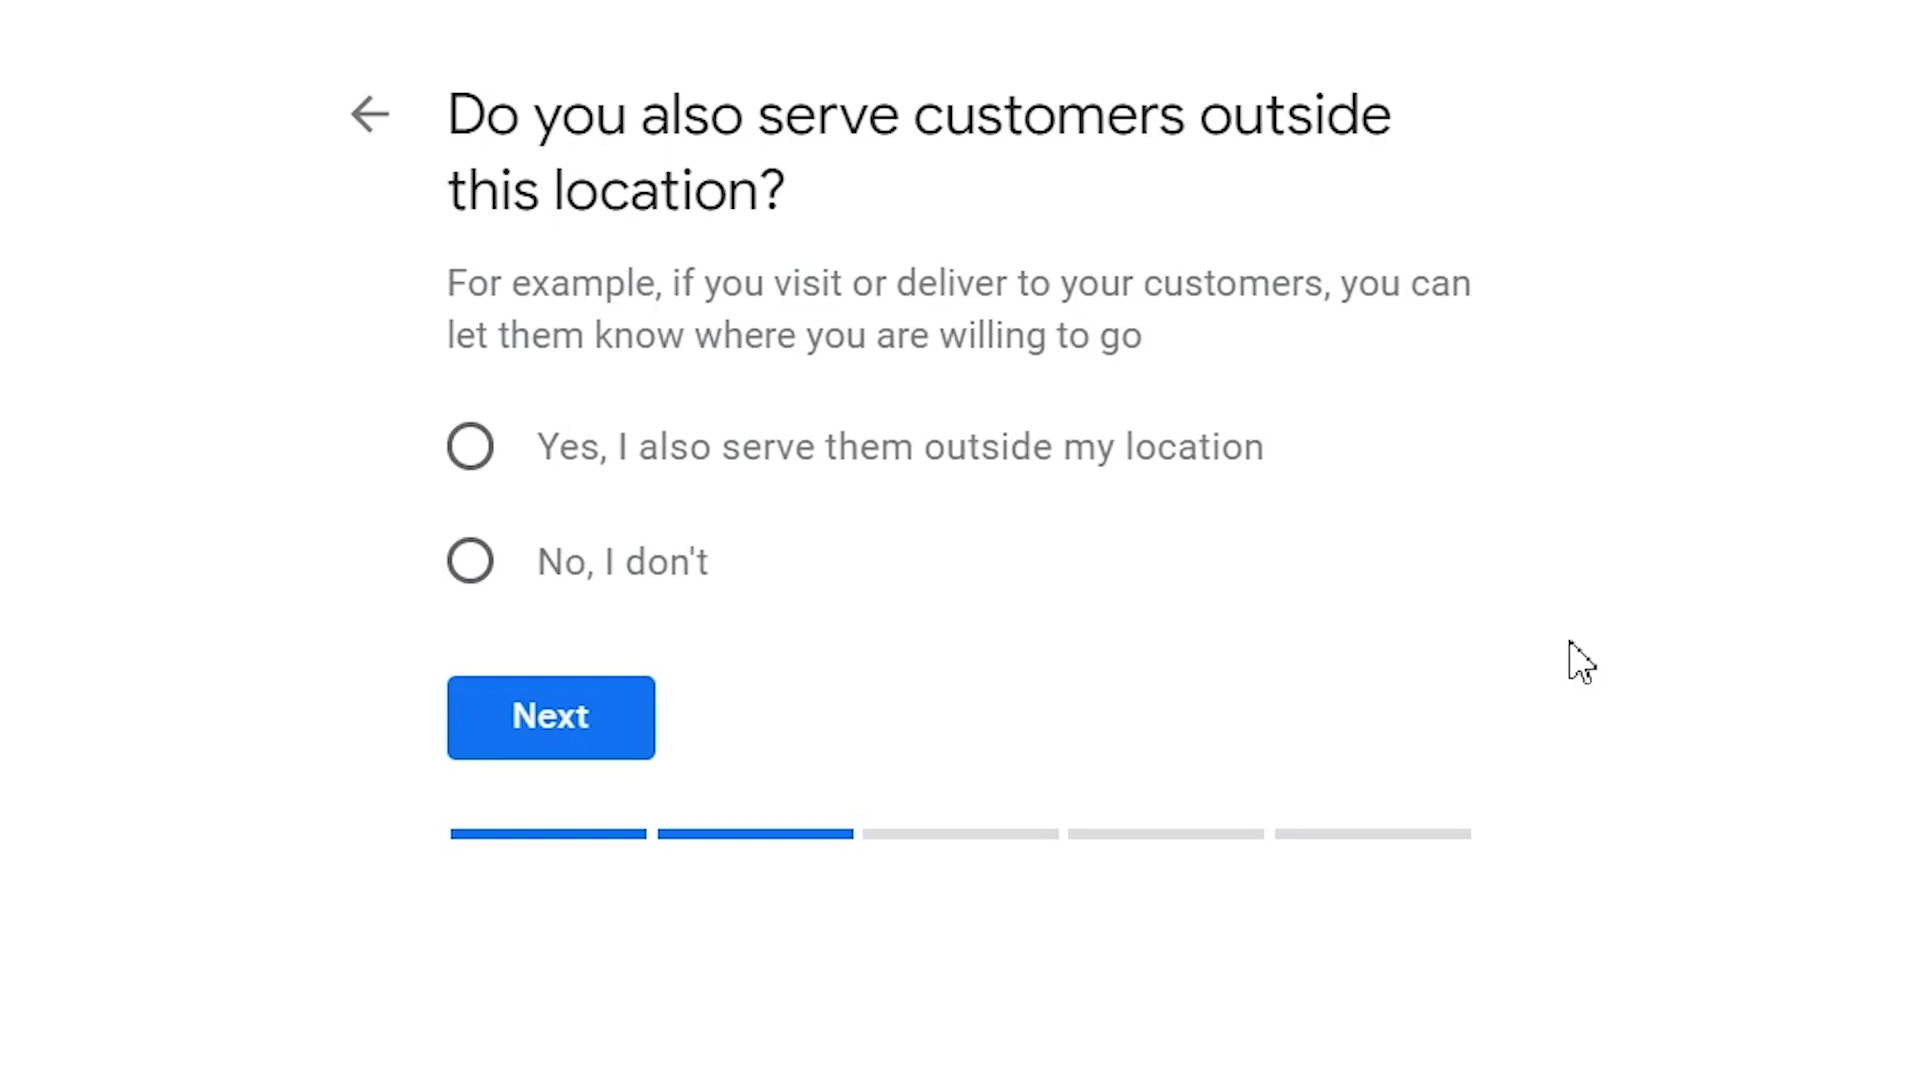 Do you also serve customers outside
this location?
For example, if you visit or deliver to your customers, you can
let them know where you are willing to go
Yes, I also serve them outside my location
No, I don't
Next